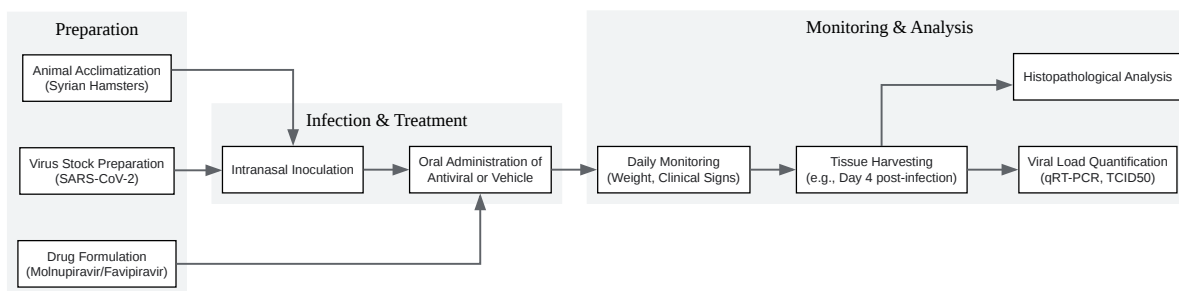 Preparation
Animal Acclimatization
(Syrian Hamsters)
Virus Stock Preparation
(SARS-CoV-2)
Drug Formulation
(Molnupiravir/Favipiravir)
Infection & Treatment
Intranasal Inoculation
Oral Administration of
Antiviral or Vehicle
Monitoring & Analysis
Daily Monitoring
(Weight, Clinical Signs)
Tissue Harvesting
(e.g., Day 4 post-infection)
Histopathological Analysis
Viral Load Quantification
(qRT-PCR, TCID50)